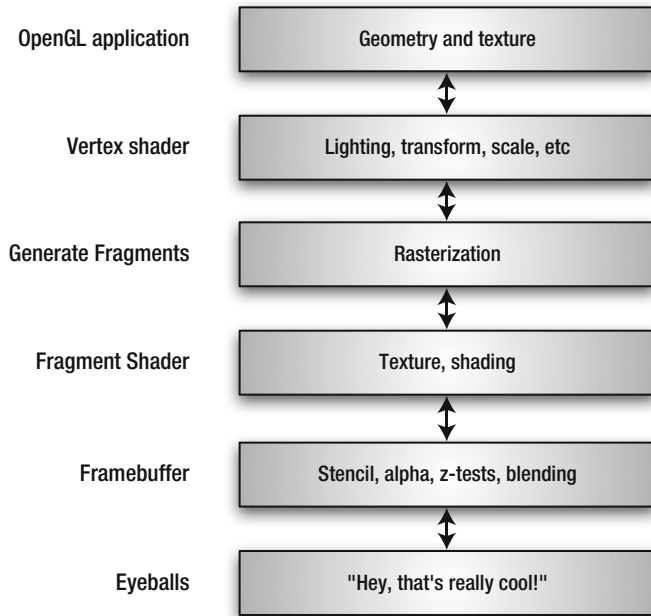 OpenGL application
Geometry and texture
Vertex shader
Lighting, transform, scale, etc
Generate Fragments
Rasterization
Fragment Shader
Texture, shading
Framebuffer
Stencil, alpha, z-tests, blending
Eyeballs
"Hey, that's really cool!"